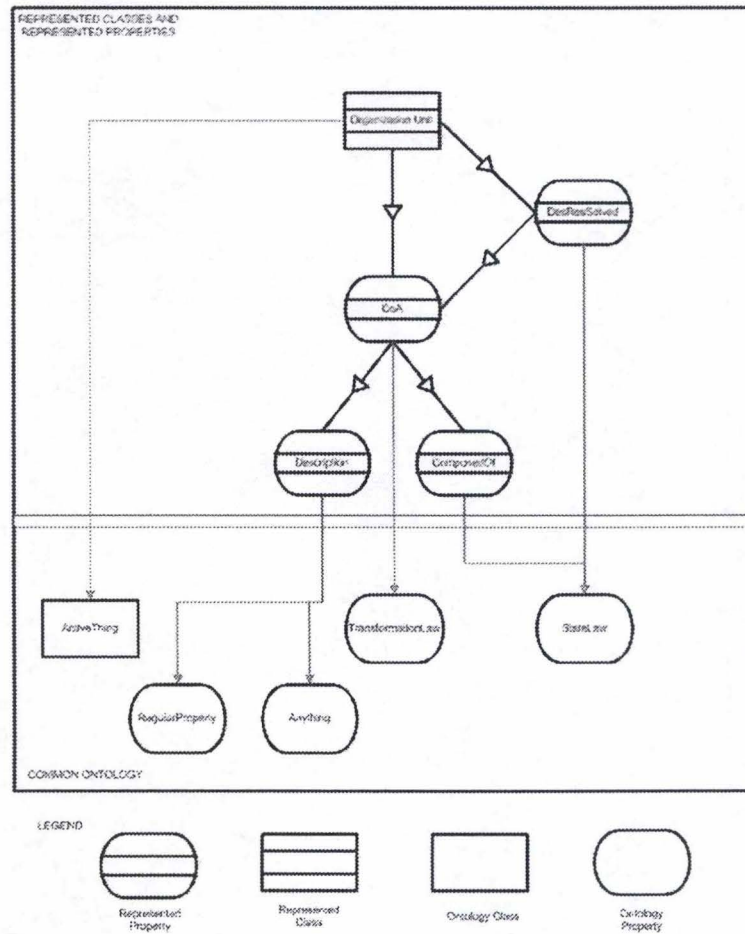 REPRESENTED CLASSES AND
REPRESENTED PROPERTIES
Organization Unit
DesResSolved
CoA
Description
ComposedOf
ActiveThing
TransformationLaw
StateLaw
RegularProperty
Anything
COMMON ONTOLOGY
LEGEND
Represented
Property
Represented
Class
Ontology Class
Ontology
Property